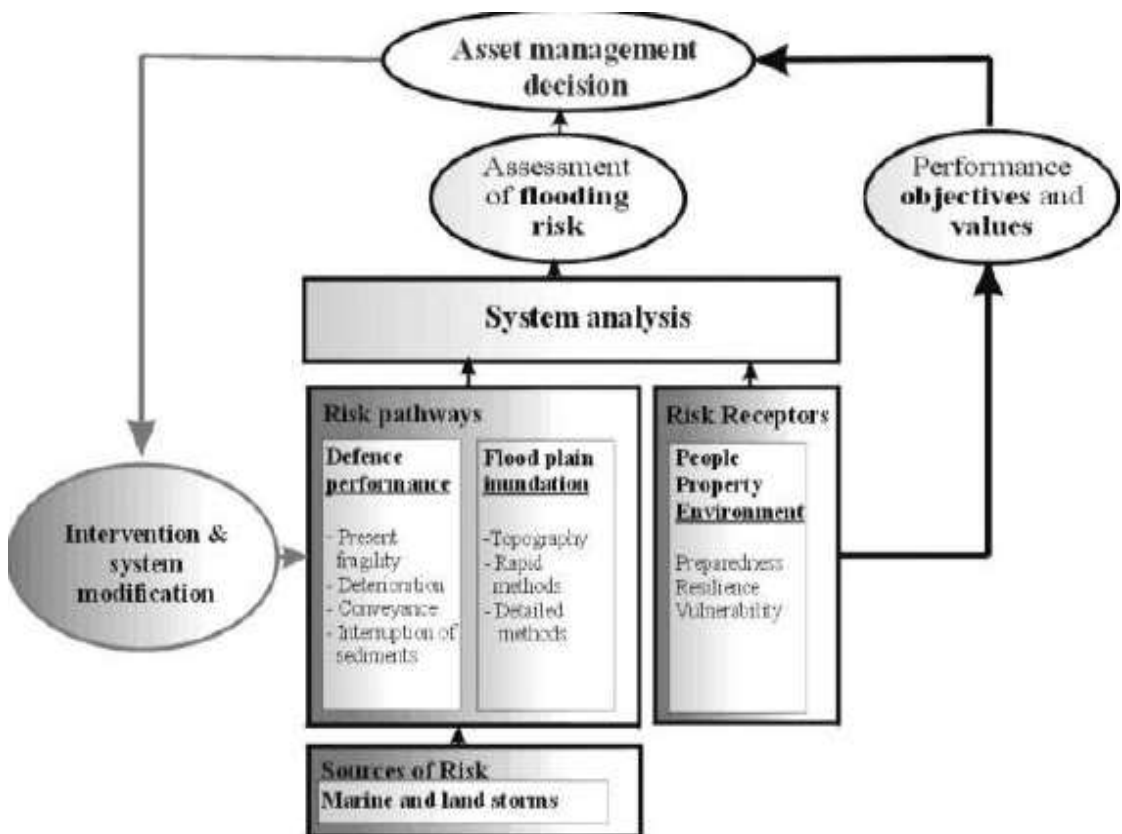 Asset management
decision
Assessment
of flooding
risk
Performance
objectives and
values
System analysis
Risk pathways
Defence
performance
- Present
fragility
- Deterioration
- Conveyance
- Interruption of
sediments
Flood plain
inundation
-Topography
- Rapid
methods
- Detailed
methods
Risk Receptors
People
Property
Environment
Preparedness
Resilience
Vulnerability
Intervention &
system
modification
Sources of Risk
Marine and land storms